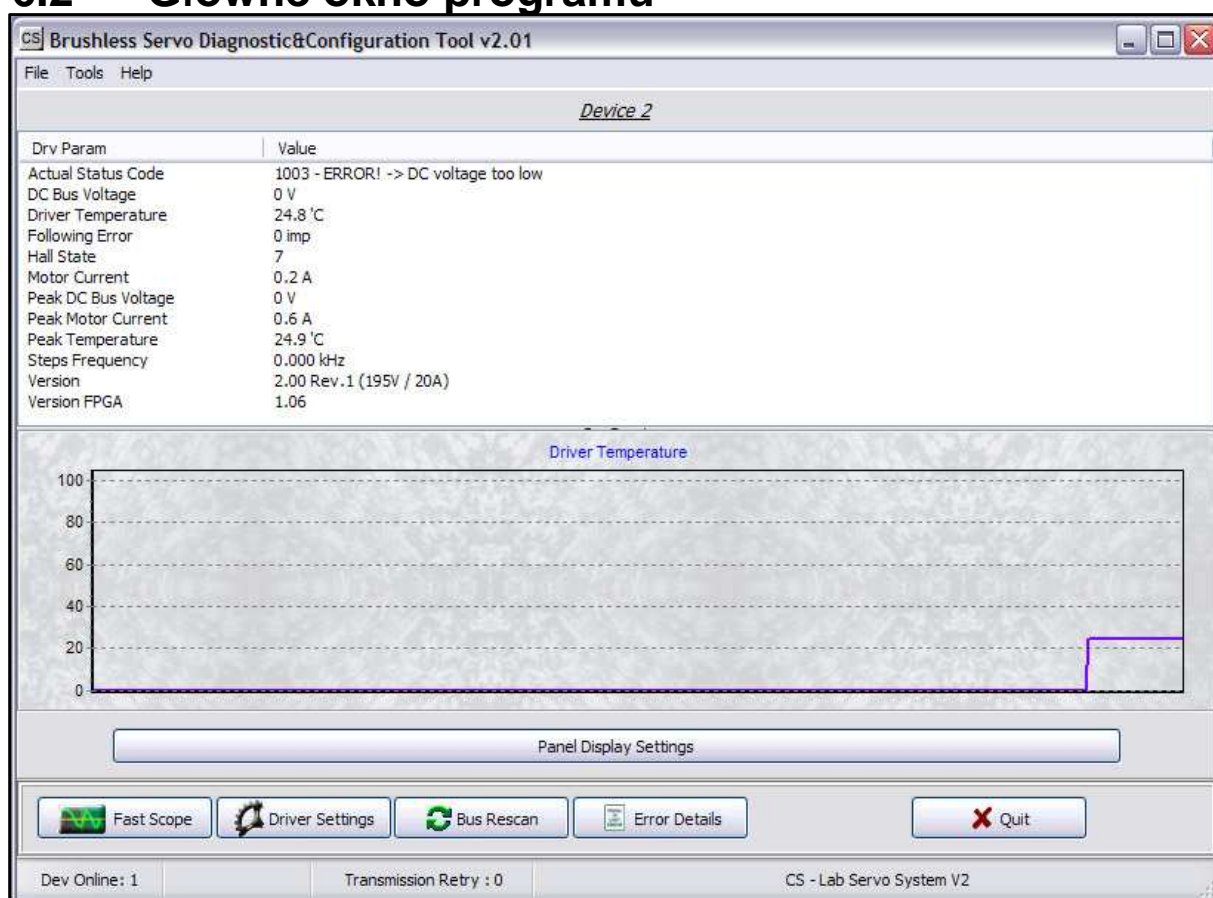 Główne okno programu
CS Brushless Servo Diagnostic&Configuration Tool v2.01
File Tools Help
Device 2
Drv Param Value
Actual Status Code 1003 - ERROR! -> DC voltage too low
DC Bus Voltage 0 V
Driver Temperature 24.8 'C
Following Error 0 imp
Hall State 7
Motor Current 0.2 A
Peak DC Bus Voltage 0 V
Peak Motor Current 0.6 A
Peak Temperature 24.9 'C
Steps Frequency 0.000 kHz
Version 2.00 Rev.1 (195V / 20A)
Version FPGA 1.06
Driver Temperature
100
80
60
40
20
0
Panel Display Settings
Fast Scope Driver Settings Bus Rescan Error Details Quit
Dev Online: 1 Transmission Retry : 0 CS - Lab Servo System V2